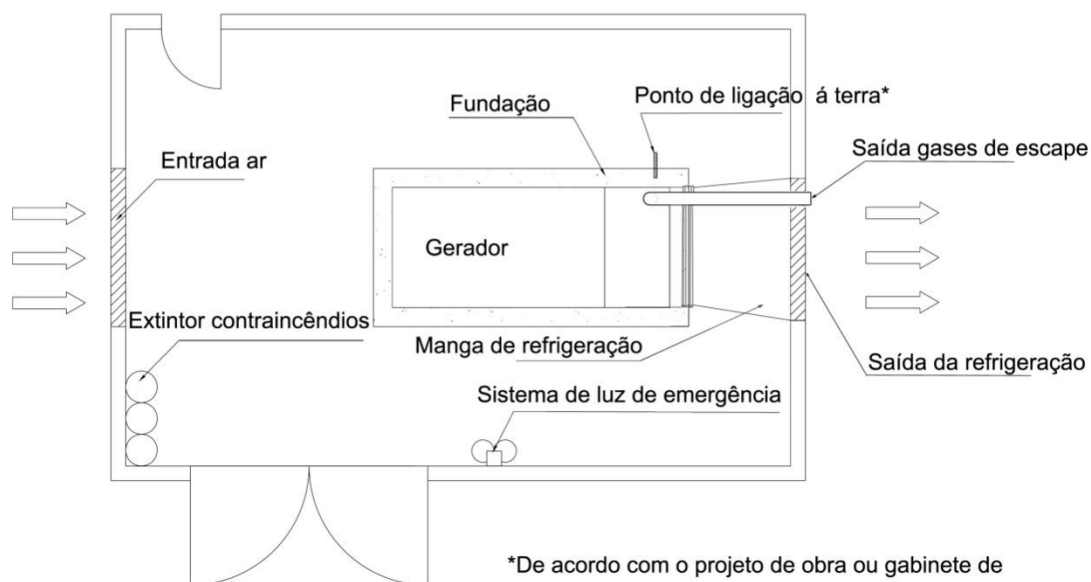 Fundação
Ponto de ligação á terra*
Saída gases de escape
Entrada ar
Gerador
Extintor contraincêndios
Manga de refrigeração
Saída da refrigeração
Sistema de luz de emergência
*De acordo com o projeto de obra ou gabinete de